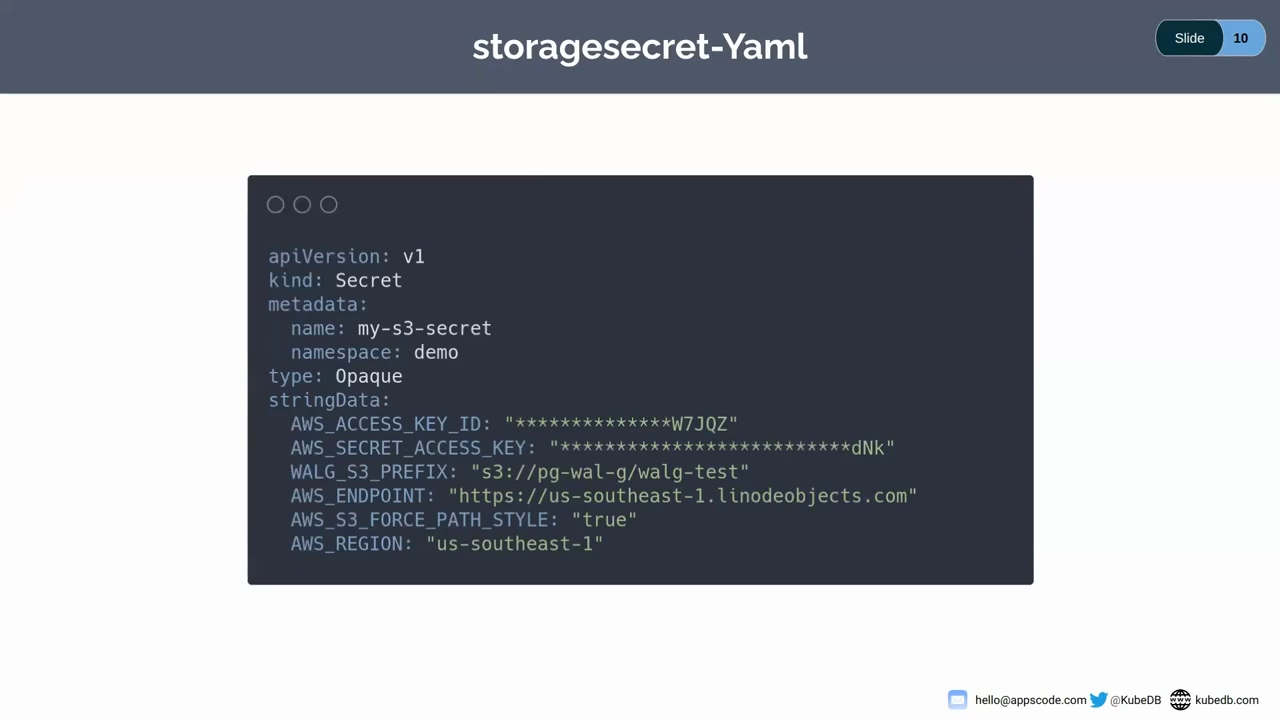 storagesecret-Yaml
Slide 10
apiVersion: v1
kind: Secret
metadata:
  name: my-s3-secret
  namespace: demo
type: Opaque
stringData:
  AWS_ACCESS_KEY_ID: "**************W7JQZ"
  AWS_SECRET_ACCESS_KEY: "**************************dNk"
  WALG_S3_PREFIX: "s3://pg-wal-g/walg-test"
  AWS_ENDPOINT: "https://us-southeast-1.linodeobjects.com"
  AWS_S3_FORCE_PATH_STYLE: "true"
  AWS_REGION: "us-southeast-1"
hello@appscode.com @KubeDB kubedb.com